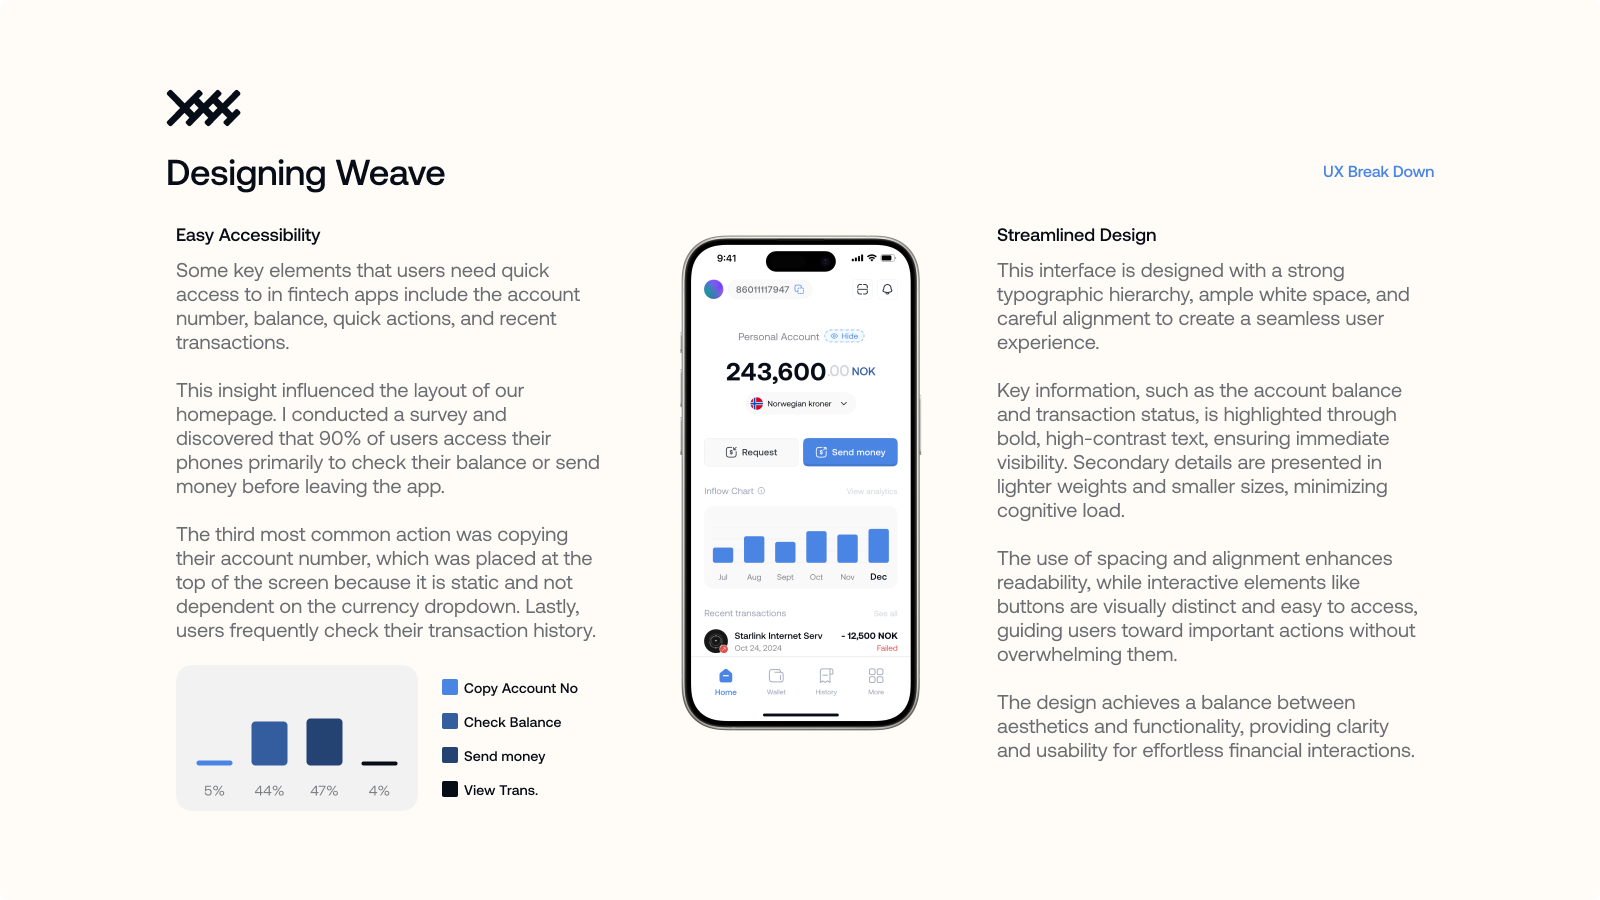 Designing Weave
UX Break Down
Easy Accessibility
Some key elements that users need quick
access to in fintech apps include the account
number, balance, quick actions, and recent
transactions.
This insight influenced the layout of our
homepage. I conducted a survey and
discovered that 90% of users access their
phones primarily to check their balance or send
money before leaving the app.
The third most common action was copying
their account number, which was placed at the
top of the screen because it is static and not
dependent on the currency dropdown. Lastly,
users frequently check their transaction history.
5% 44% 47% 4%
Copy Account No
Check Balance
Send money
View Trans.
9:41
86011117947
Personal Account Hide
243,600.00 NOK
Norwegian kroner
Request Send money
Inflow Chart View analytics
Jul Aug Sept Oct Nov Dec
Recent transactions See all
Starlink Internet Serv - 12,500 NOK
Oct 24, 2024 Failed
Home Wallet History More
Streamlined Design
This interface is designed with a strong
typographic hierarchy, ample white space, and
careful alignment to create a seamless user
experience.
Key information, such as the account balance
and transaction status, is highlighted through
bold, high-contrast text, ensuring immediate
visibility. Secondary details are presented in
lighter weights and smaller sizes, minimizing
cognitive load.
The use of spacing and alignment enhances
readability, while interactive elements like
buttons are visually distinct and easy to access,
guiding users toward important actions without
overwhelming them.
The design achieves a balance between
aesthetics and functionality, providing clarity
and usability for effortless financial interactions.